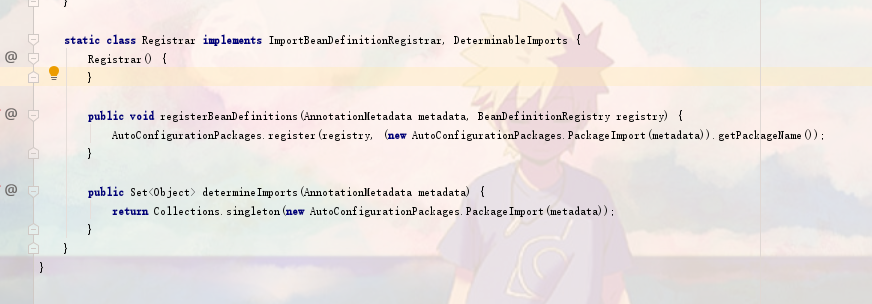 }
static class Registrar implements ImportBeanDefinitionRegistrar, DeterminableImports {
Registrar() {
}
public void registerBeanDefinitions(AnnotationMetadata metadata, BeanDefinitionRegistry registry) {
AutoConfigurationPackages.register(registry, (new AutoConfigurationPackages.PackageImport(metadata)).getPackageName());
}
public Set<Object> determineImports(AnnotationMetadata metadata) {
return Collections.singleton(new AutoConfigurationPackages.PackageImport(metadata));
}
}
}